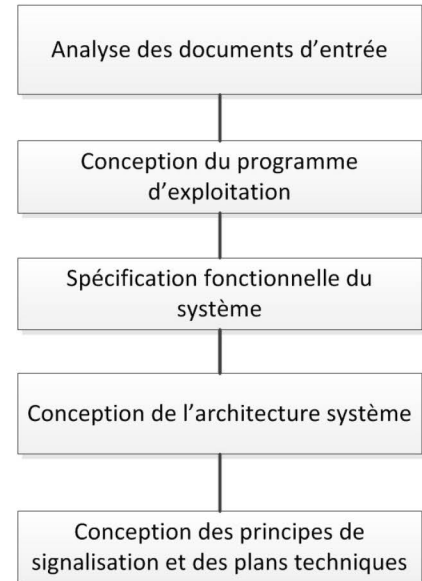 Analyse des documents d’entrée
Conception du programme
d’exploitation
Spécification fonctionnelle du
système
Conception de l’architecture système
Conception des principes de
signalisation et des plans techniques